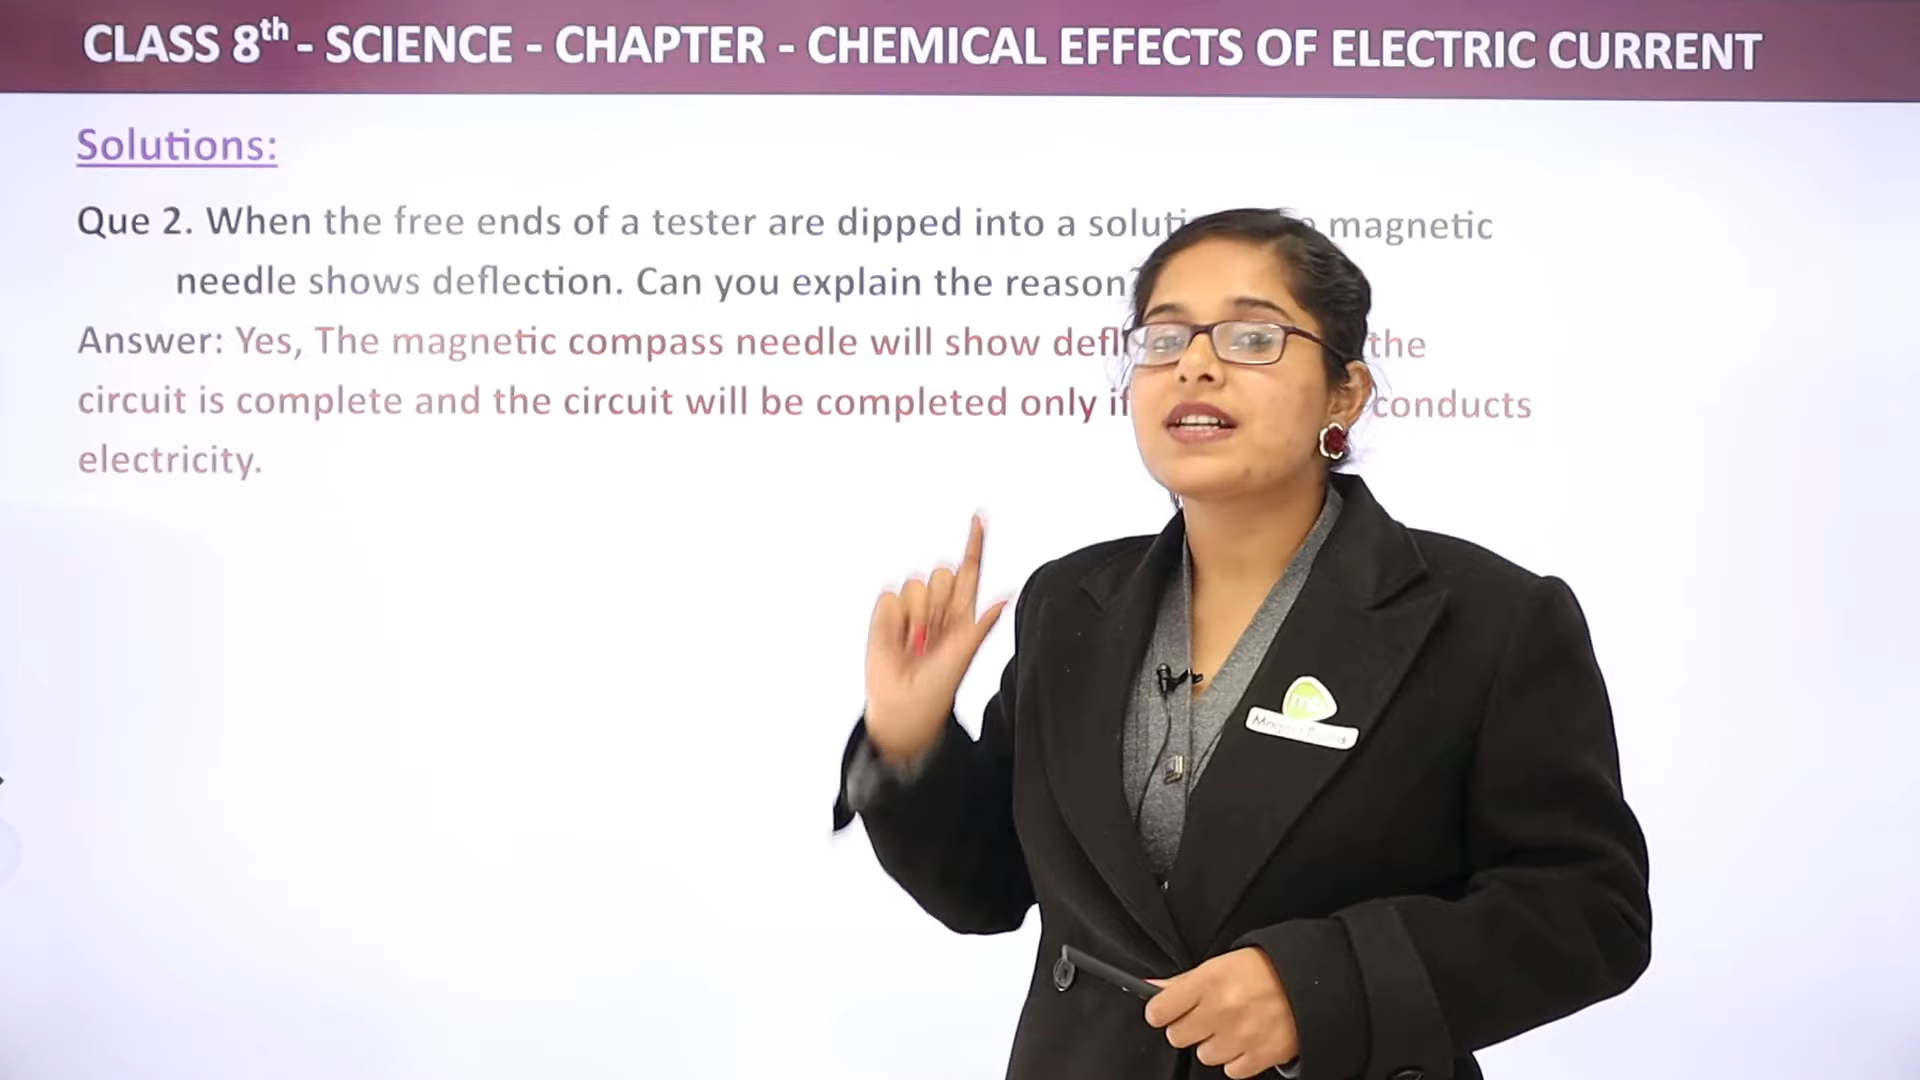 CLASS 8th - SCIENCE - CHAPTER - CHEMICAL EFFECTS OF ELECTRIC CURRENT
Solutions:
Que 2. When the free ends of a tester are dipped into a magnetic
needle shows deflection. Can you explain the reason?
Answer: Yes, The magnetic compass needle will show the
circuit is complete and the circuit will be completed only if conducts
electricity.